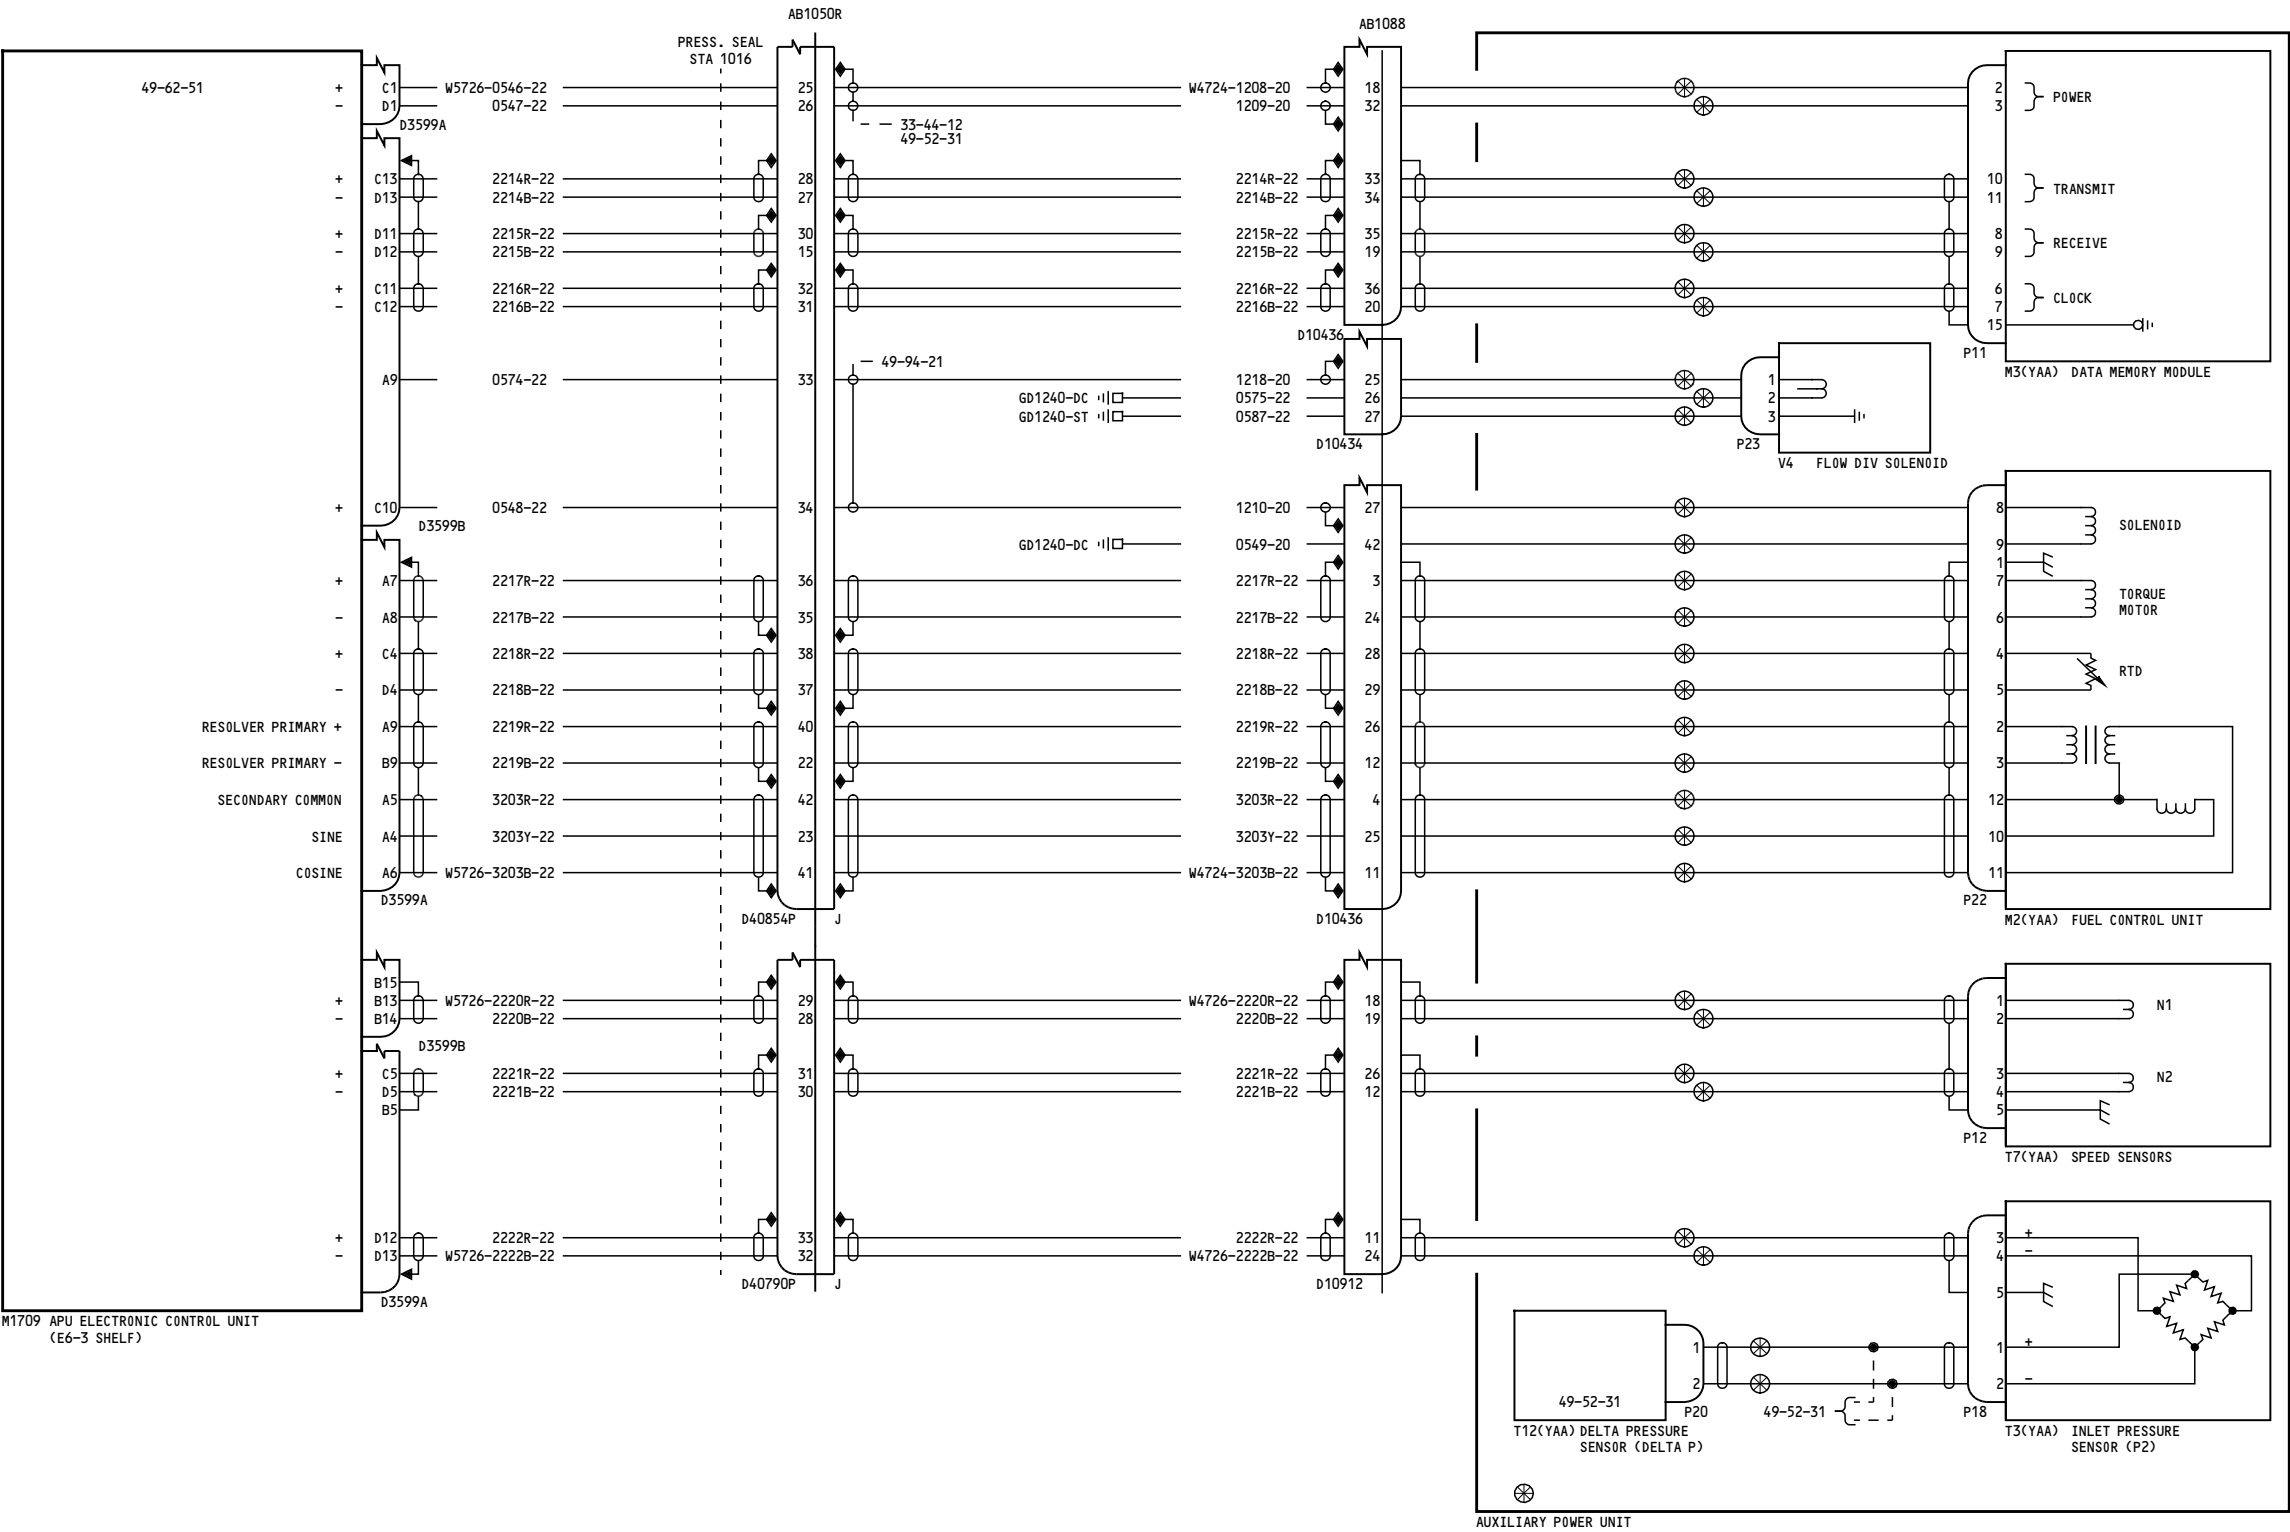 AB1050R
AB1088
PRESS. SEAL
STA 1016
49-62-51
+ C1 W5726-0546-22 25 W4724-1208-20 18 2 POWER
- D1 0547-22 26 1209-20 32 3
D3599A
33-44-12
49-52-31
+ C13 2214R-22 28 2214R-22 33 10 TRANSMIT
- D13 2214B-22 27 2214B-22 34 11
+ D11 2215R-22 30 2215R-22 35 8 RECEIVE
- D12 2215B-22 15 2215B-22 19 9
+ C11 2216R-22 32 2216R-22 36 6 CLOCK
- C12 2216B-22 31 2216B-22 20 7
15
D10436
P11
49-94-21
M3(YAA) DATA MEMORY MODULE
A9 0574-22 33 1218-20 25 1
GD1240-DC 0575-22 26 2
GD1240-ST 0587-22 27 3
D10434
P23
V4 FLOW DIV SOLENOID
+ C10 0548-22 34 1210-20 27 8
D3599B
SOLENOID
GD1240-DC 0549-20 42 9
1
+ A7 2217R-22 36 2217R-22 3 7
TORQUE
MOTOR
- A8 2217B-22 35 2217B-22 24 6
+ C4 2218R-22 38 2218R-22 28 4
RTD
- D4 2218B-22 37 2218B-22 29 5
RESOLVER PRIMARY + A9 2219R-22 40 2219R-22 26 2
RESOLVER PRIMARY - B9 2219B-22 22 2219B-22 12 3
SECONDARY COMMON A5 3203R-22 42 3203R-22 4 12
SINE A4 3203Y-22 23 3203Y-22 25 10
COSINE A6 W5726-3203B-22 41 W4724-3203B-22 11 11
D3599A
P22
D40854P J
D10436
M2(YAA) FUEL CONTROL UNIT
B15
+ B13 W5726-2220R-22 29 W4726-2220R-22 18 1 N1
- B14 2220B-22 28 2220B-22 19 2
D3599B
+ C5 2221R-22 31 2221R-22 26 3 N2
- D5 2221B-22 30 2221B-22 12 4
B5 5
P12
T7(YAA) SPEED SENSORS
+ D12 2222R-22 33 2222R-22 11 3 +
- D13 W5726-2222B-22 32 W4726-2222B-22 24 4 -
D40790P J
D10912
5
D3599A
M1709 APU ELECTRONIC CONTROL UNIT
(E6-3 SHELF)
1 1 +
2 2 -
49-52-31
P20
49-52-31
P18
T12(YAA) DELTA PRESSURE
SENSOR (DELTA P)
T3(YAA) INLET PRESSURE
SENSOR (P2)
AUXILIARY POWER UNIT